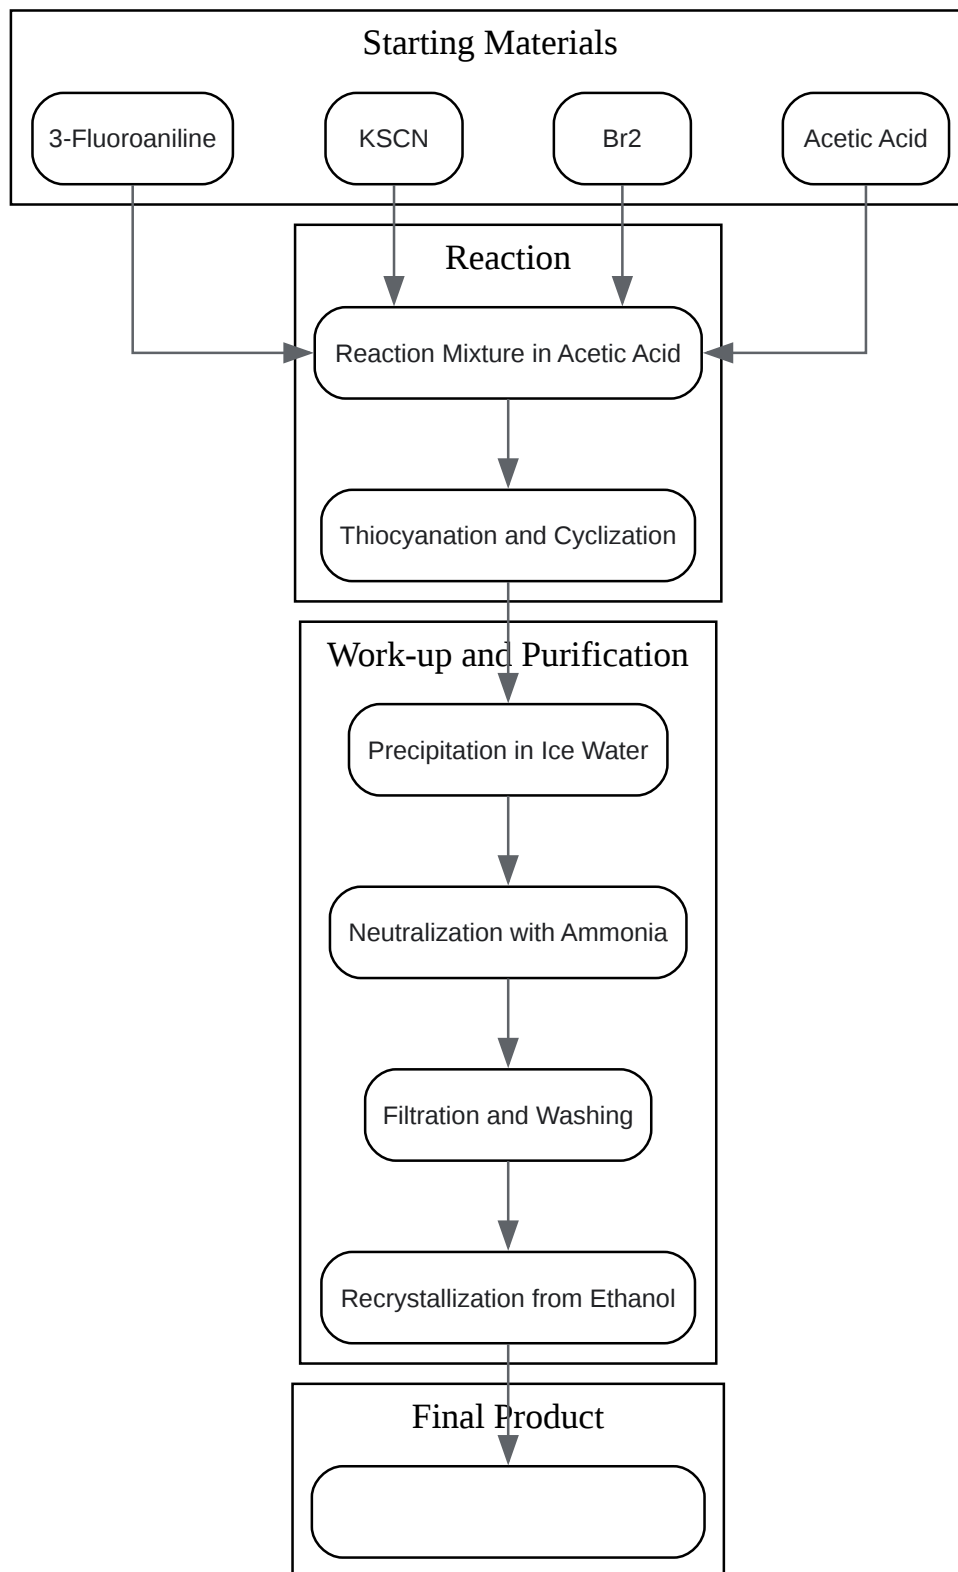 Starting Materials
3-Fluoroaniline
KSCN
Br2
Acetic Acid
Reaction
Reaction Mixture in Acetic Acid
Thiocyanation and Cyclization
Work-up and Purification
Precipitation in Ice Water
Neutralization with Ammonia
Filtration and Washing
Recrystallization from Ethanol
Final Product